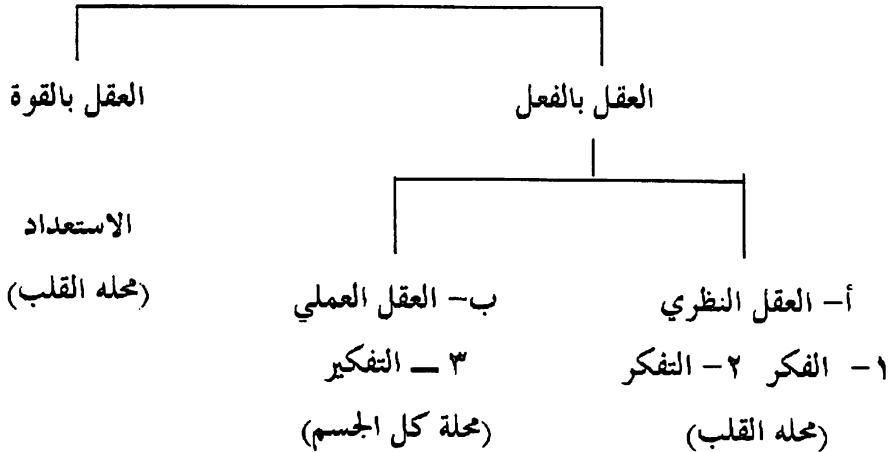 العقل بالفعل
العقل بالقوة
الاستعداد
(محله القلب)
أ- العقل النظري
ب- العقل العملي
١- الفكر ٢- التفكر
٣ ـــ التفكير
(محله القلب)
(محلة كل الجسم)